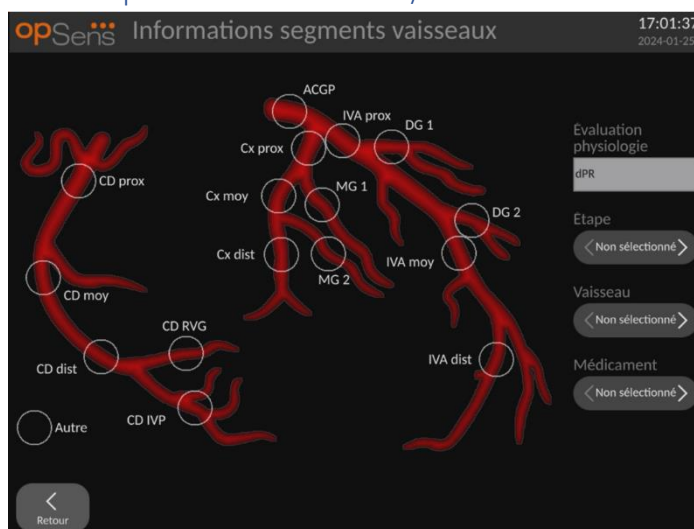 opSens Informations segments vaisseaux
17:01:37
2024-01-25
ACGP
IVA prox
DG 1
Cx prox
CD prox
Cx moy
MG 1
DG 2
Cx dist
MG 2
IVA moy
CD moy
CD RVG
CD dist
IVA dist
CD IVP
Autre
Évaluation
physiologie
dPR
Étape
Non sélectionné
Vaisseau
Non sélectionné
Médicament
Non sélectionné
Retour